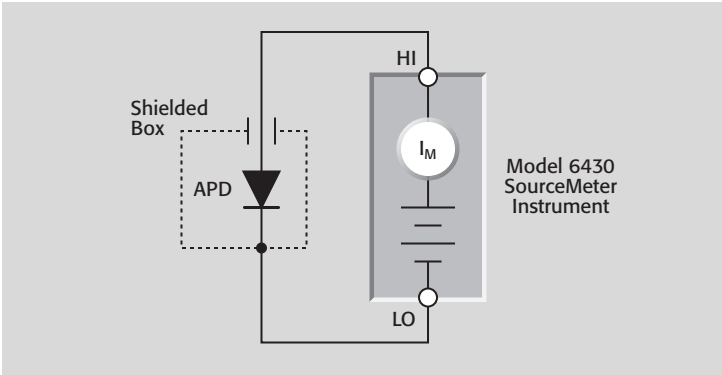 HI
Shielded
Box
I_M
APD
Model 6430
SourceMeter
Instrument
LO